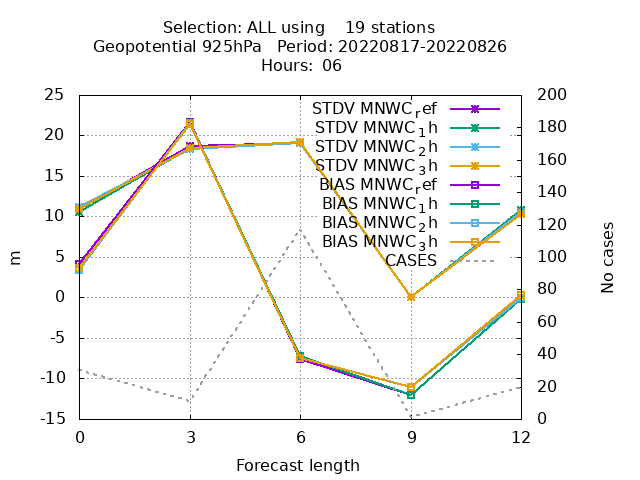 Selection: ALL using    19 stations
Geopotential 925hPa   Period: 20220817-20220826
Hours: 06
25
20
15
10
5
0
-5
-10
-15
m
200
180
160
140
120
100
80
60
40
20
0
No cases
STDV MNWC_ref
STDV MNWC_1h
STDV MNWC_2h
STDV MNWC_3h
BIAS MNWC_ref
BIAS MNWC_1h
BIAS MNWC_2h
BIAS MNWC_3h
CASES
0 3 6 9 12
Forecast length